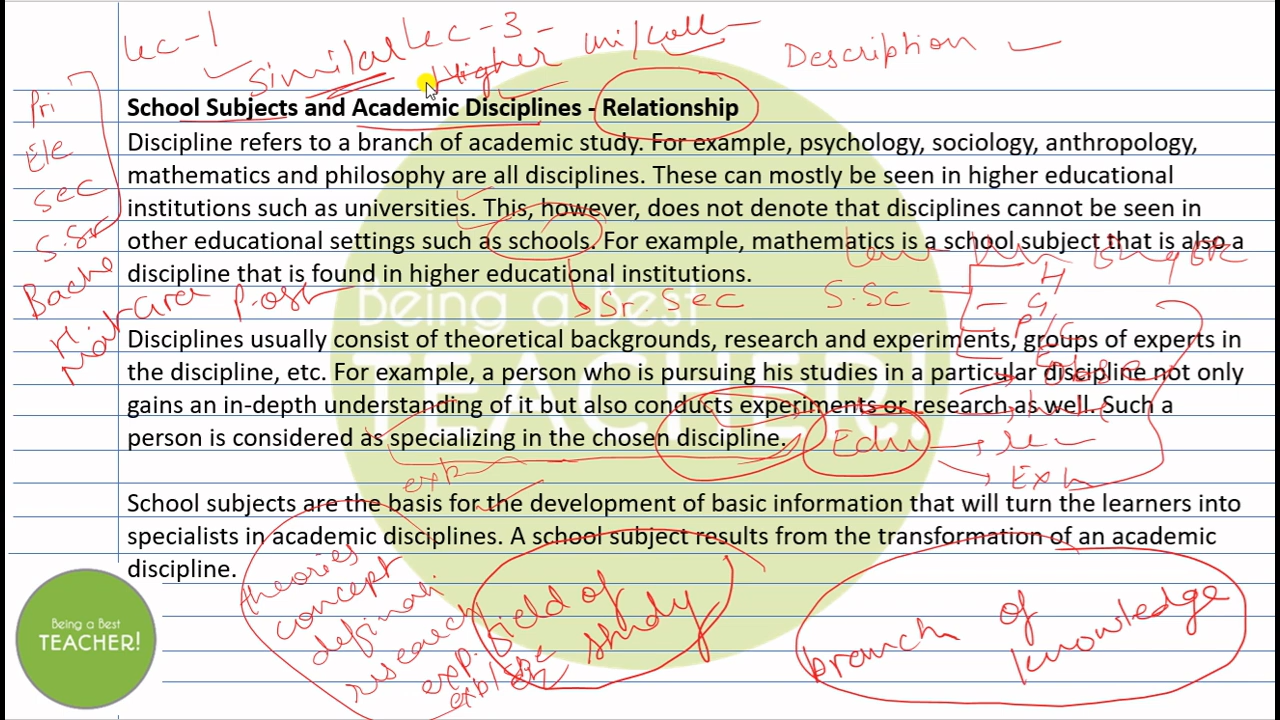 Lec-1
Similar Lec-3 -
Higher uni/coll
Description
School Subjects and Academic Disciplines - Relationship
Discipline refers to a branch of academic study. For example, psychology, sociology, anthropology,
mathematics and philosophy are all disciplines. These can mostly be seen in higher educational
institutions such as universities. This, however, does not denote that disciplines cannot be seen in
other educational settings such as schools. For example, mathematics is a school subject that is also a
discipline that is found in higher educational institutions.
Pri
Ele
Sec
S.Sr
Bache
P.Gst
Sr. Sec
S.Sc
H
G
P/C
Being a Best
TEACHER!
Disciplines usually consist of theoretical backgrounds, research and experiments, groups of experts in
the discipline, etc. For example, a person who is pursuing his studies in a particular discipline not only
gains an in-depth understanding of it but also conducts experiments or research as well. Such a
person is considered as specializing in the chosen discipline.
Edu
exp
School subjects are the basis for the development of basic information that will turn the learners into
specialists in academic disciplines. A school subject results from the transformation of an academic
discipline.
theories
concept
research
exp.
field of
study
branch of
knowledge
Being a Best
TEACHER!